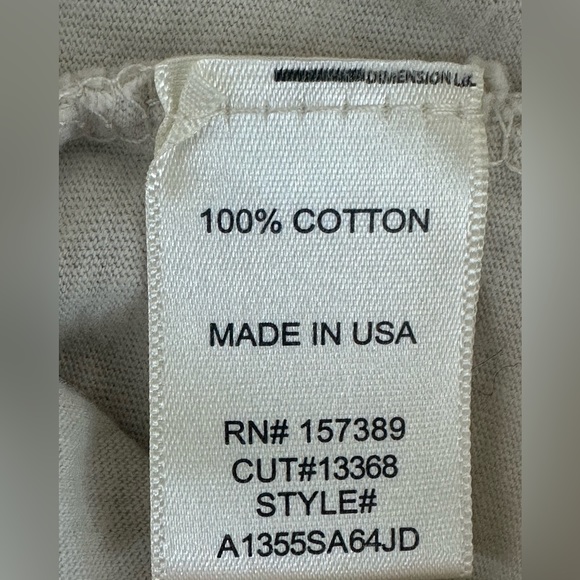 DIMENSION
100% COTTON
MADE IN USA
RN# 157389
CUT#13368
STYLE#
A1355SA64JD